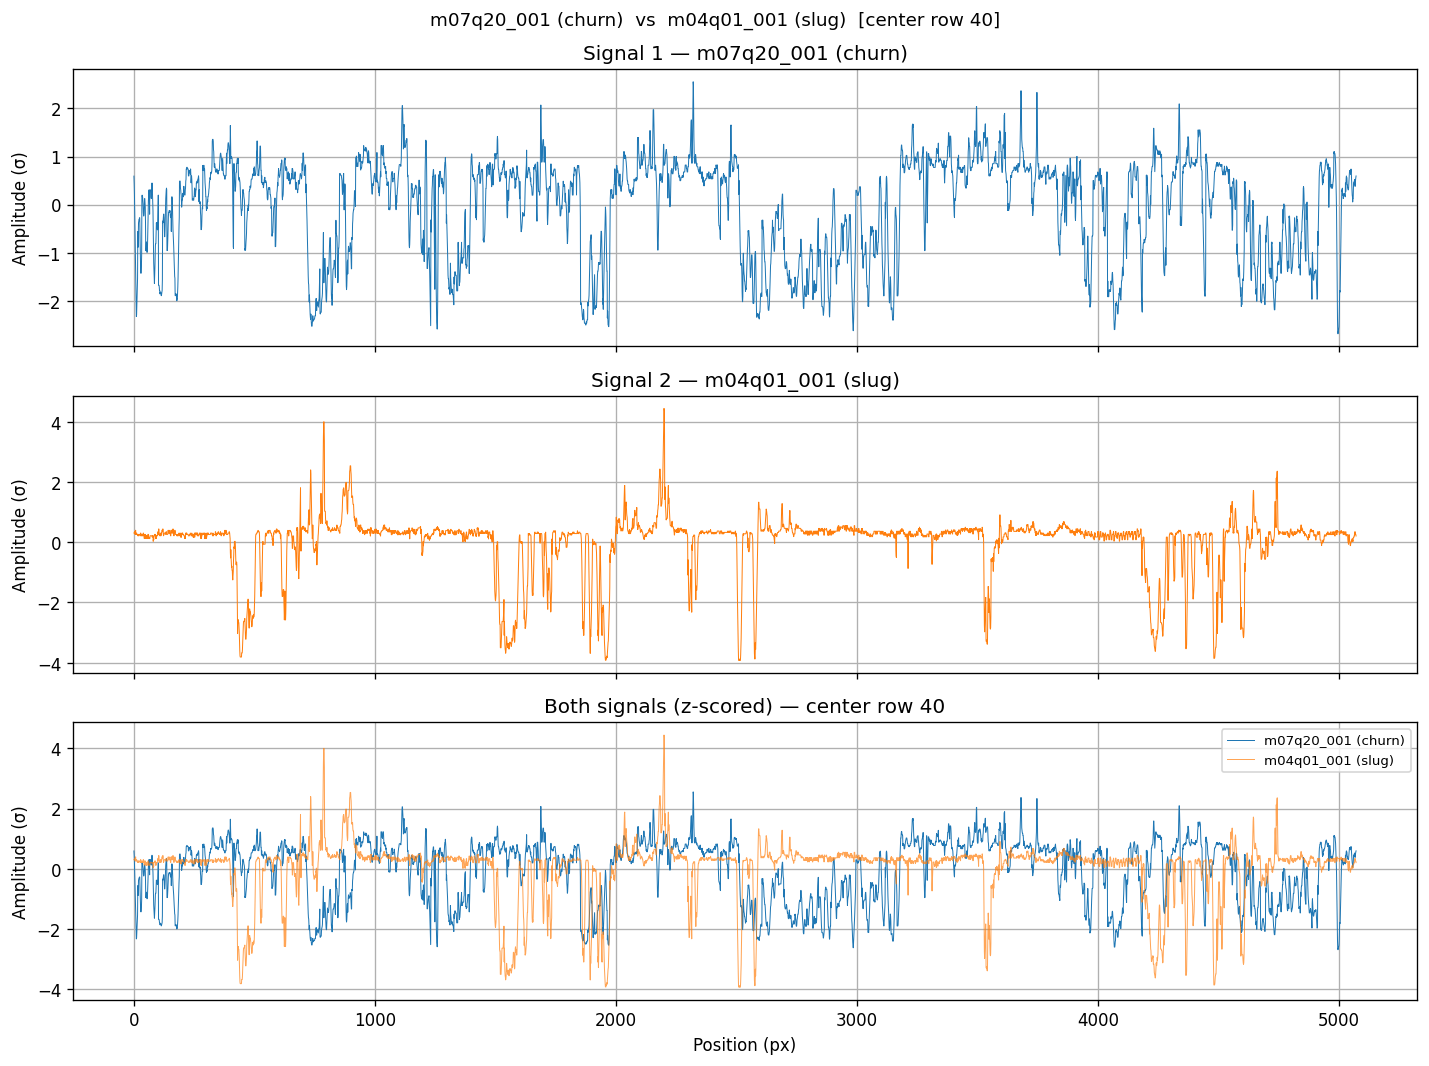 m07q20_001 (churn)  vs  m04q01_001 (slug)  [center row 40]
Signal 1 — m07q20_001 (churn)
Amplitude (σ)
2
1
0
−1
−2
Signal 2 — m04q01_001 (slug)
Amplitude (σ)
4
2
0
−2
−4
Both signals (z-scored) — center row 40
Amplitude (σ)
4
2
0
−2
−4
m07q20_001 (churn)
m04q01_001 (slug)
0 1000 2000 3000 4000 5000
Position (px)